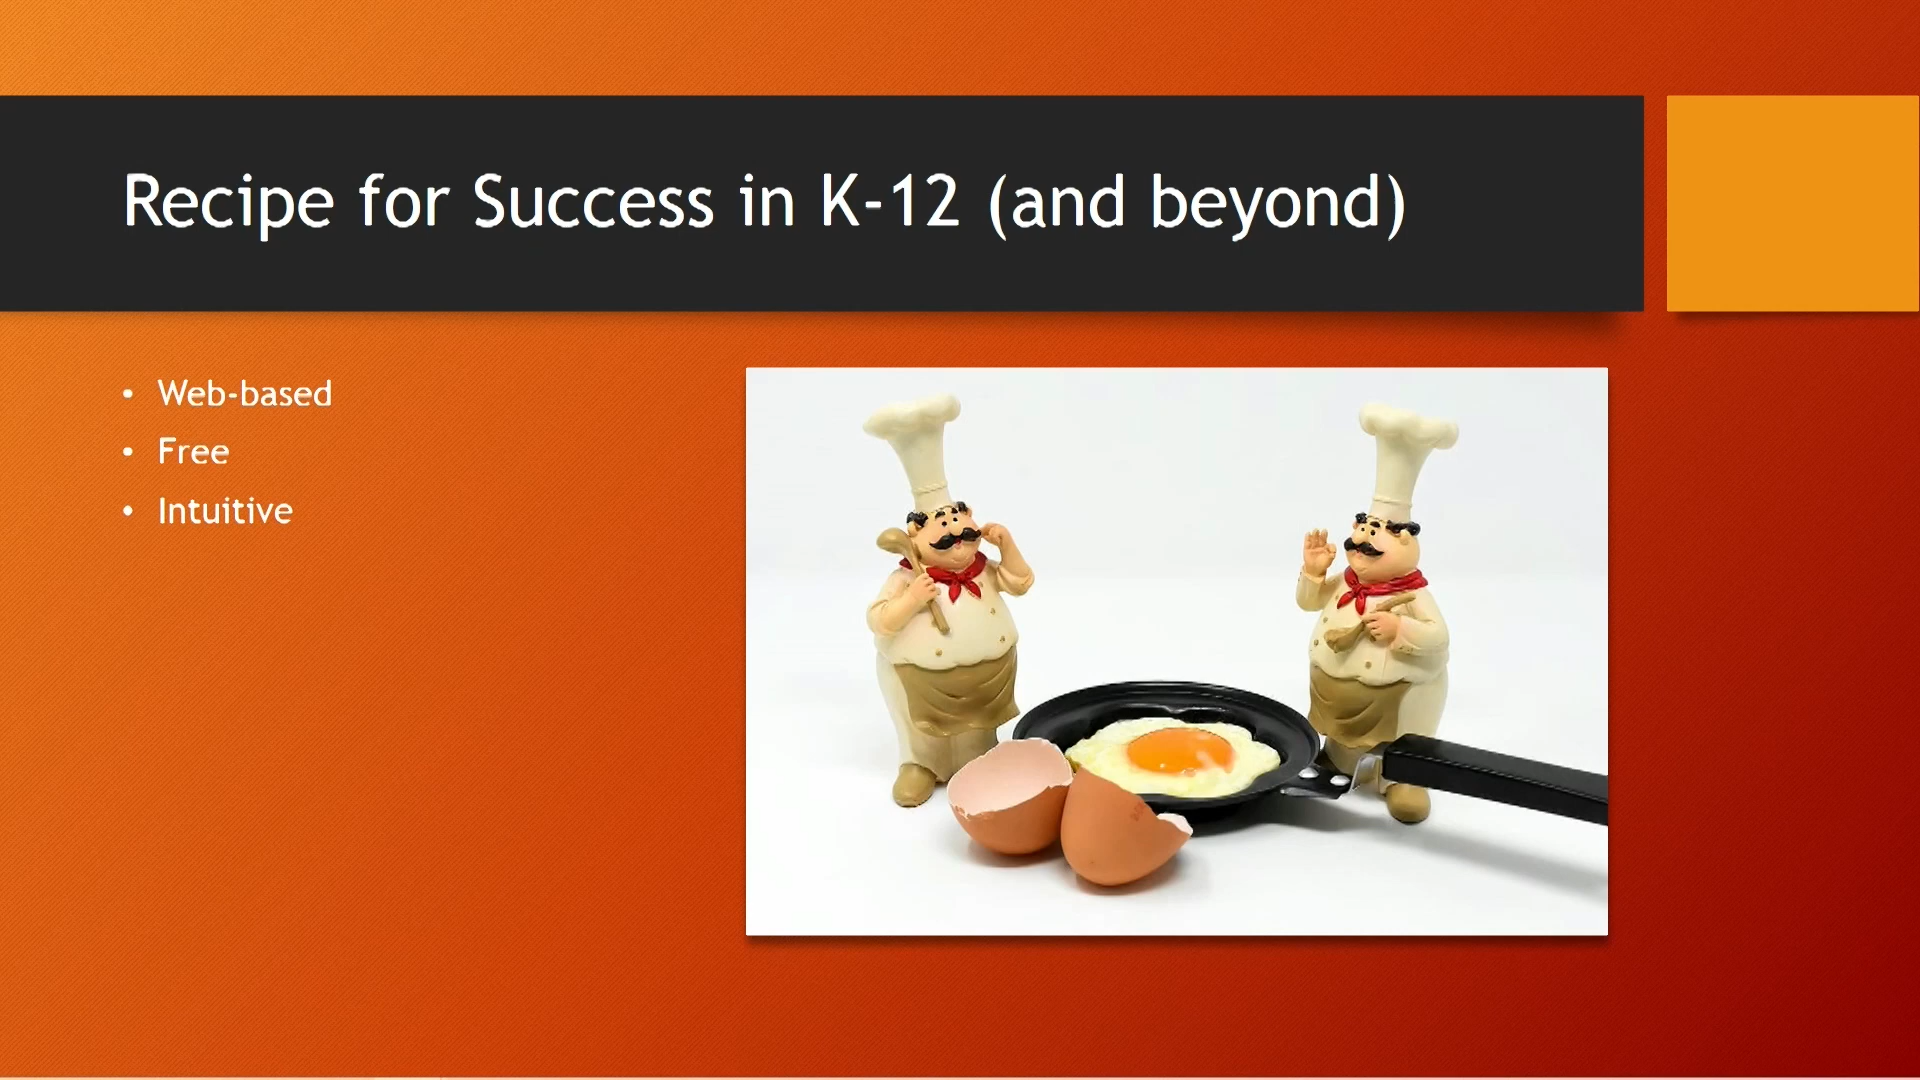 Recipe for Success in K-12 (and beyond)
• Web-based
• Free
• Intuitive